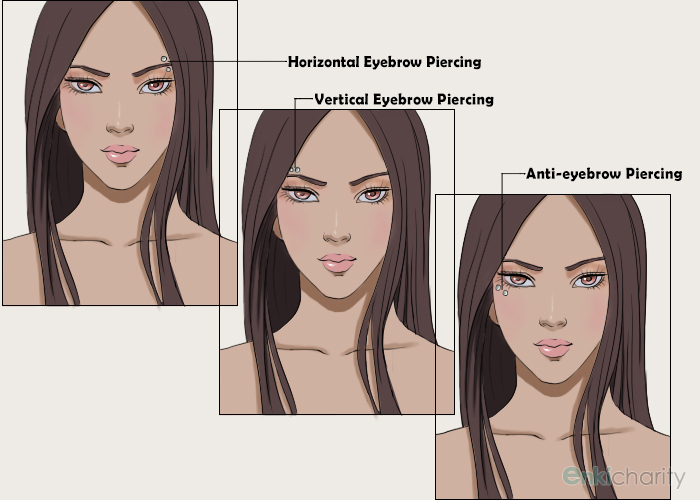 Horizontal Eyebrow Piercing
Vertical Eyebrow Piercing
Anti-eyebrow Piercing
enkicharity